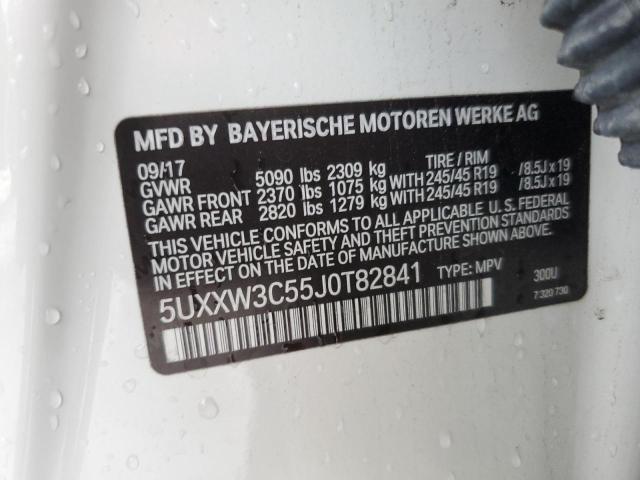 MFD BY BAYERISCHE MOTOREN WERKE AG
09/17 TIRE / RIM
GVWR 5090 lbs 2309 kg
GAWR FRONT 2370 lbs 1075 kg WITH 245/45 R19 /8.5J x 19
GAWR REAR 2820 lbs 1279 kg WITH 245/45 R19 /8.5J x 19
THIS VEHICLE CONFORMS TO ALL APPLICABLE U. S. FEDERAL
MOTOR VEHICLE SAFETY AND THEFT PREVENTION STANDARDS
IN EFFECT ON THE DATE OF MANUFACTURE SHOWN ABOVE.
5UXXW3C55J0T82841 TYPE: MPV 300U
7 320 730